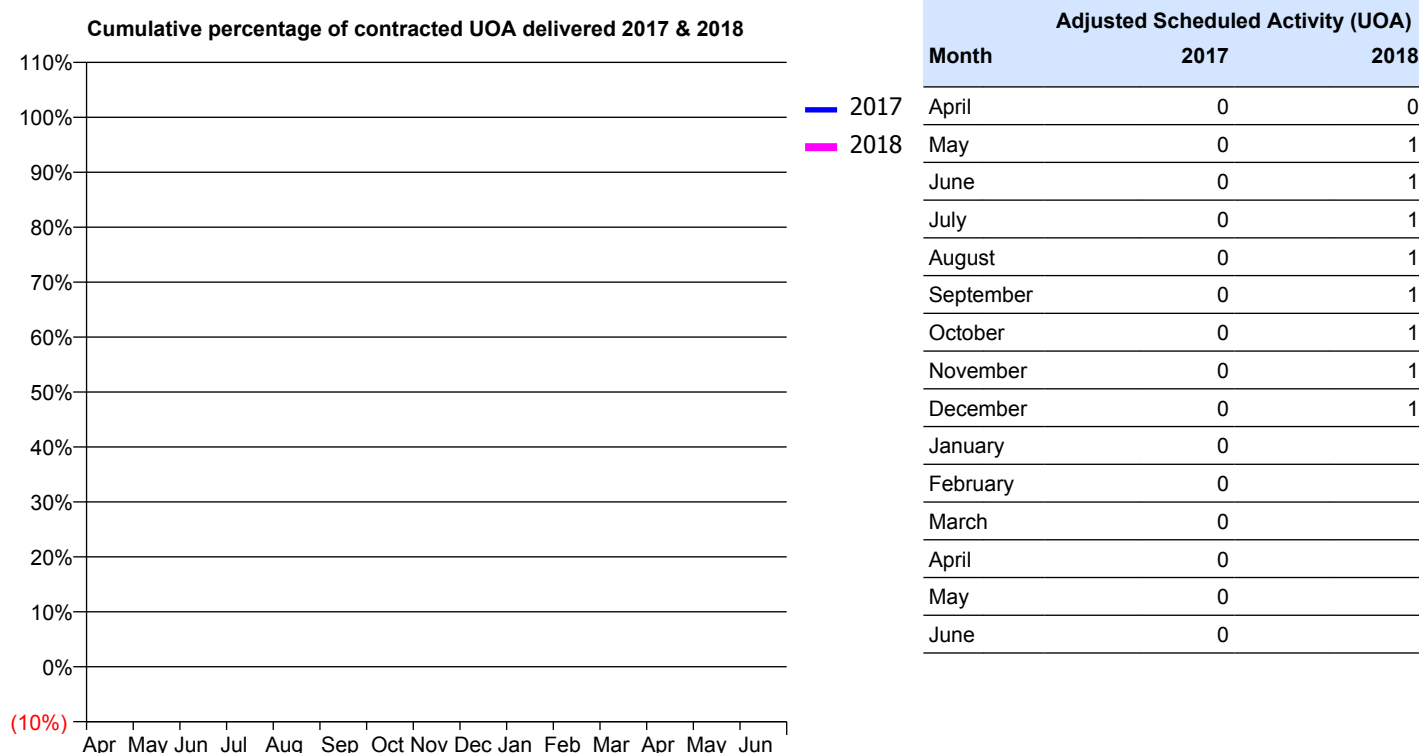 Cumulative percentage of contracted UOA delivered 2017 & 2018
110%
100%
90%
80%
70%
60%
50%
40%
30%
20%
10%
0%
(10%)
Apr May Jun Jul Aug Sep Oct Nov Dec Jan Feb Mar Apr May Jun
2017
2018
Adjusted Scheduled Activity (UOA)
Month 2017 2018
April 0 0
May 0 1
June 0 1
July 0 1
August 0 1
September 0 1
October 0 1
November 0 1
December 0 1
January 0
February 0
March 0
April 0
May 0
June 0